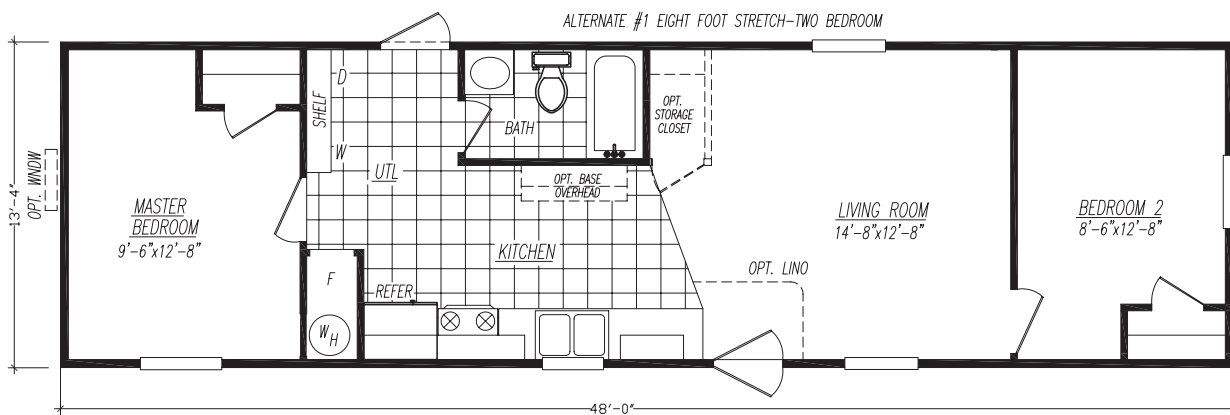 ALTERNATE #1 EIGHT FOOT STRETCH-TWO BEDROOM
13'-4"
OPT. WNDW
MASTER
BEDROOM
9'-6"x12'-8"
SHELF
D
W
UTL
F
W H
REFER
BATH
OPT. BASE
OVERHEAD
KITCHEN
OPT.
STORAGE
CLOSET
LIVING ROOM
14'-8"x12'-8"
OPT. LINO
BEDROOM 2
8'-6"x12'-8"
48'-0"